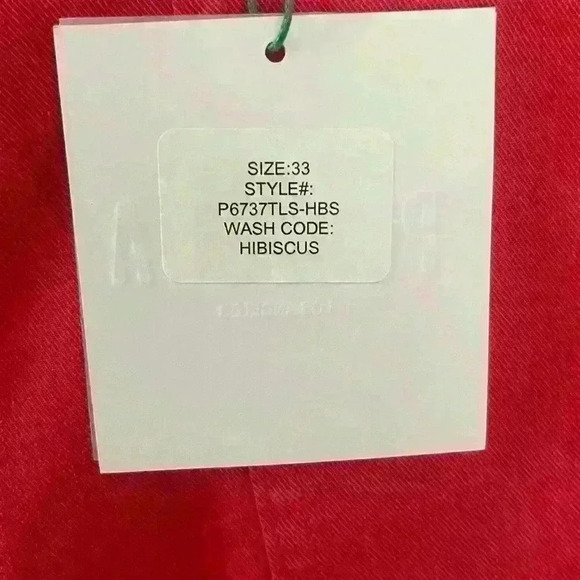 SIZE:33
STYLE#:
P6737TLS-HBS
WASH CODE:
HIBISCUS